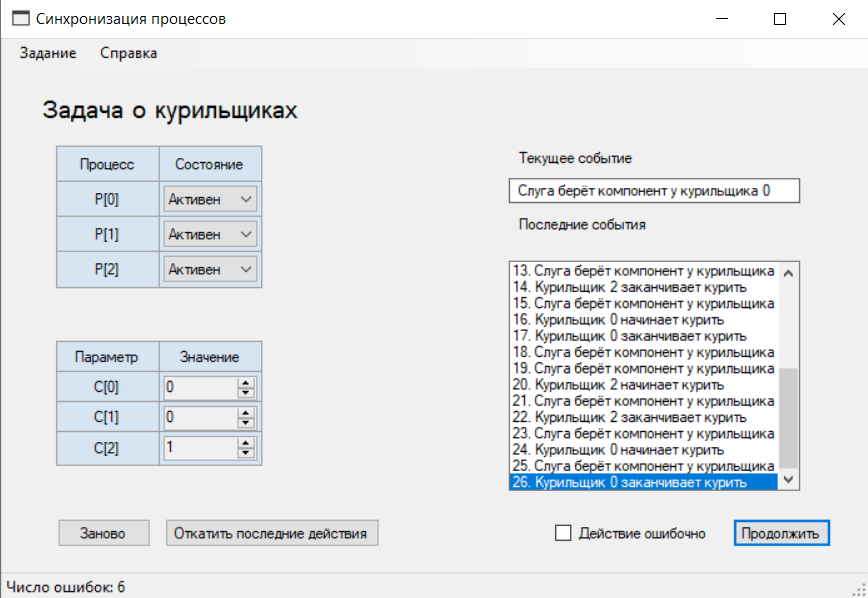 Синхронизация процессов
Задание Справка
Задача о курильщиках
Процесс Состояние
P[0] Активен
P[1] Активен
P[2] Активен
Параметр Значение
C[0] 0
C[1] 0
C[2] 1
Текущее событие
Слуга берёт компонент у курильщика 0
Последние события
13. Слуга берёт компонент у курильщика
14. Курильщик 2 заканчивает курить
15. Слуга берёт компонент у курильщика
16. Курильщик 0 начинает курить
17. Курильщик 0 заканчивает курить
18. Слуга берёт компонент у курильщика
19. Слуга берёт компонент у курильщика
20. Курильщик 2 начинает курить
21. Слуга берёт компонент у курильщика
22. Курильщик 2 заканчивает курить
23. Слуга берёт компонент у курильщика
24. Курильщик 0 начинает курить
25. Слуга берёт компонент у курильщика
26. Курильщик 0 заканчивает курить
Заново Откатить последние действия
Действие ошибочно Продолжить
Число ошибок: 6